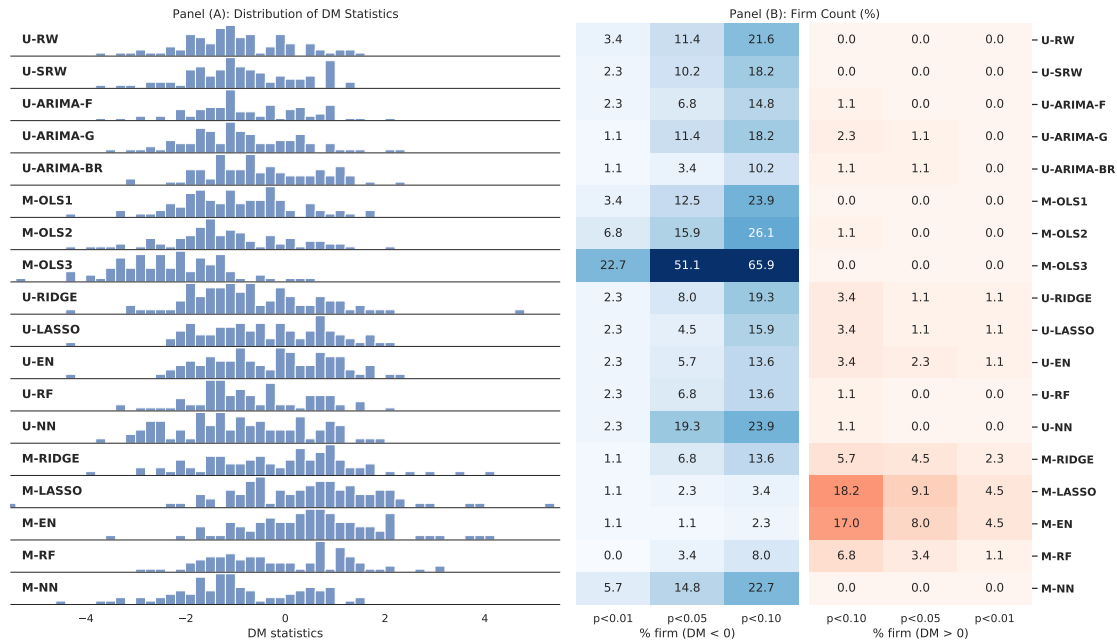 Panel (A): Distribution of DM Statistics
Panel (B): Firm Count (%)
U-RW 3.4 11.4 21.6 0.0 0.0 0.0 U-RW
U-SRW 2.3 10.2 18.2 0.0 0.0 0.0 U-SRW
U-ARIMA-F 2.3 6.8 14.8 1.1 0.0 0.0 U-ARIMA-F
U-ARIMA-G 1.1 11.4 18.2 2.3 1.1 0.0 U-ARIMA-G
U-ARIMA-BR 1.1 3.4 10.2 1.1 1.1 0.0 U-ARIMA-BR
M-OLS1 3.4 12.5 23.9 0.0 0.0 0.0 M-OLS1
M-OLS2 6.8 15.9 26.1 1.1 0.0 0.0 M-OLS2
M-OLS3 22.7 51.1 65.9 0.0 0.0 0.0 M-OLS3
U-RIDGE 2.3 8.0 19.3 3.4 1.1 1.1 U-RIDGE
U-LASSO 2.3 4.5 15.9 3.4 1.1 1.1 U-LASSO
U-EN 2.3 5.7 13.6 3.4 2.3 1.1 U-EN
U-RF 2.3 6.8 13.6 1.1 0.0 0.0 U-RF
U-NN 2.3 19.3 23.9 1.1 0.0 0.0 U-NN
M-RIDGE 1.1 6.8 13.6 5.7 4.5 2.3 M-RIDGE
M-LASSO 1.1 2.3 3.4 18.2 9.1 4.5 M-LASSO
M-EN 1.1 1.1 2.3 17.0 8.0 4.5 M-EN
M-RF 0.0 3.4 8.0 6.8 3.4 1.1 M-RF
M-NN 5.7 14.8 22.7 0.0 0.0 0.0 M-NN
−4 −2 0 2 4 p<0.01 p<0.05 p<0.10 p<0.10 p<0.05 p<0.01
DM statistics % firm (DM < 0) % firm (DM > 0)